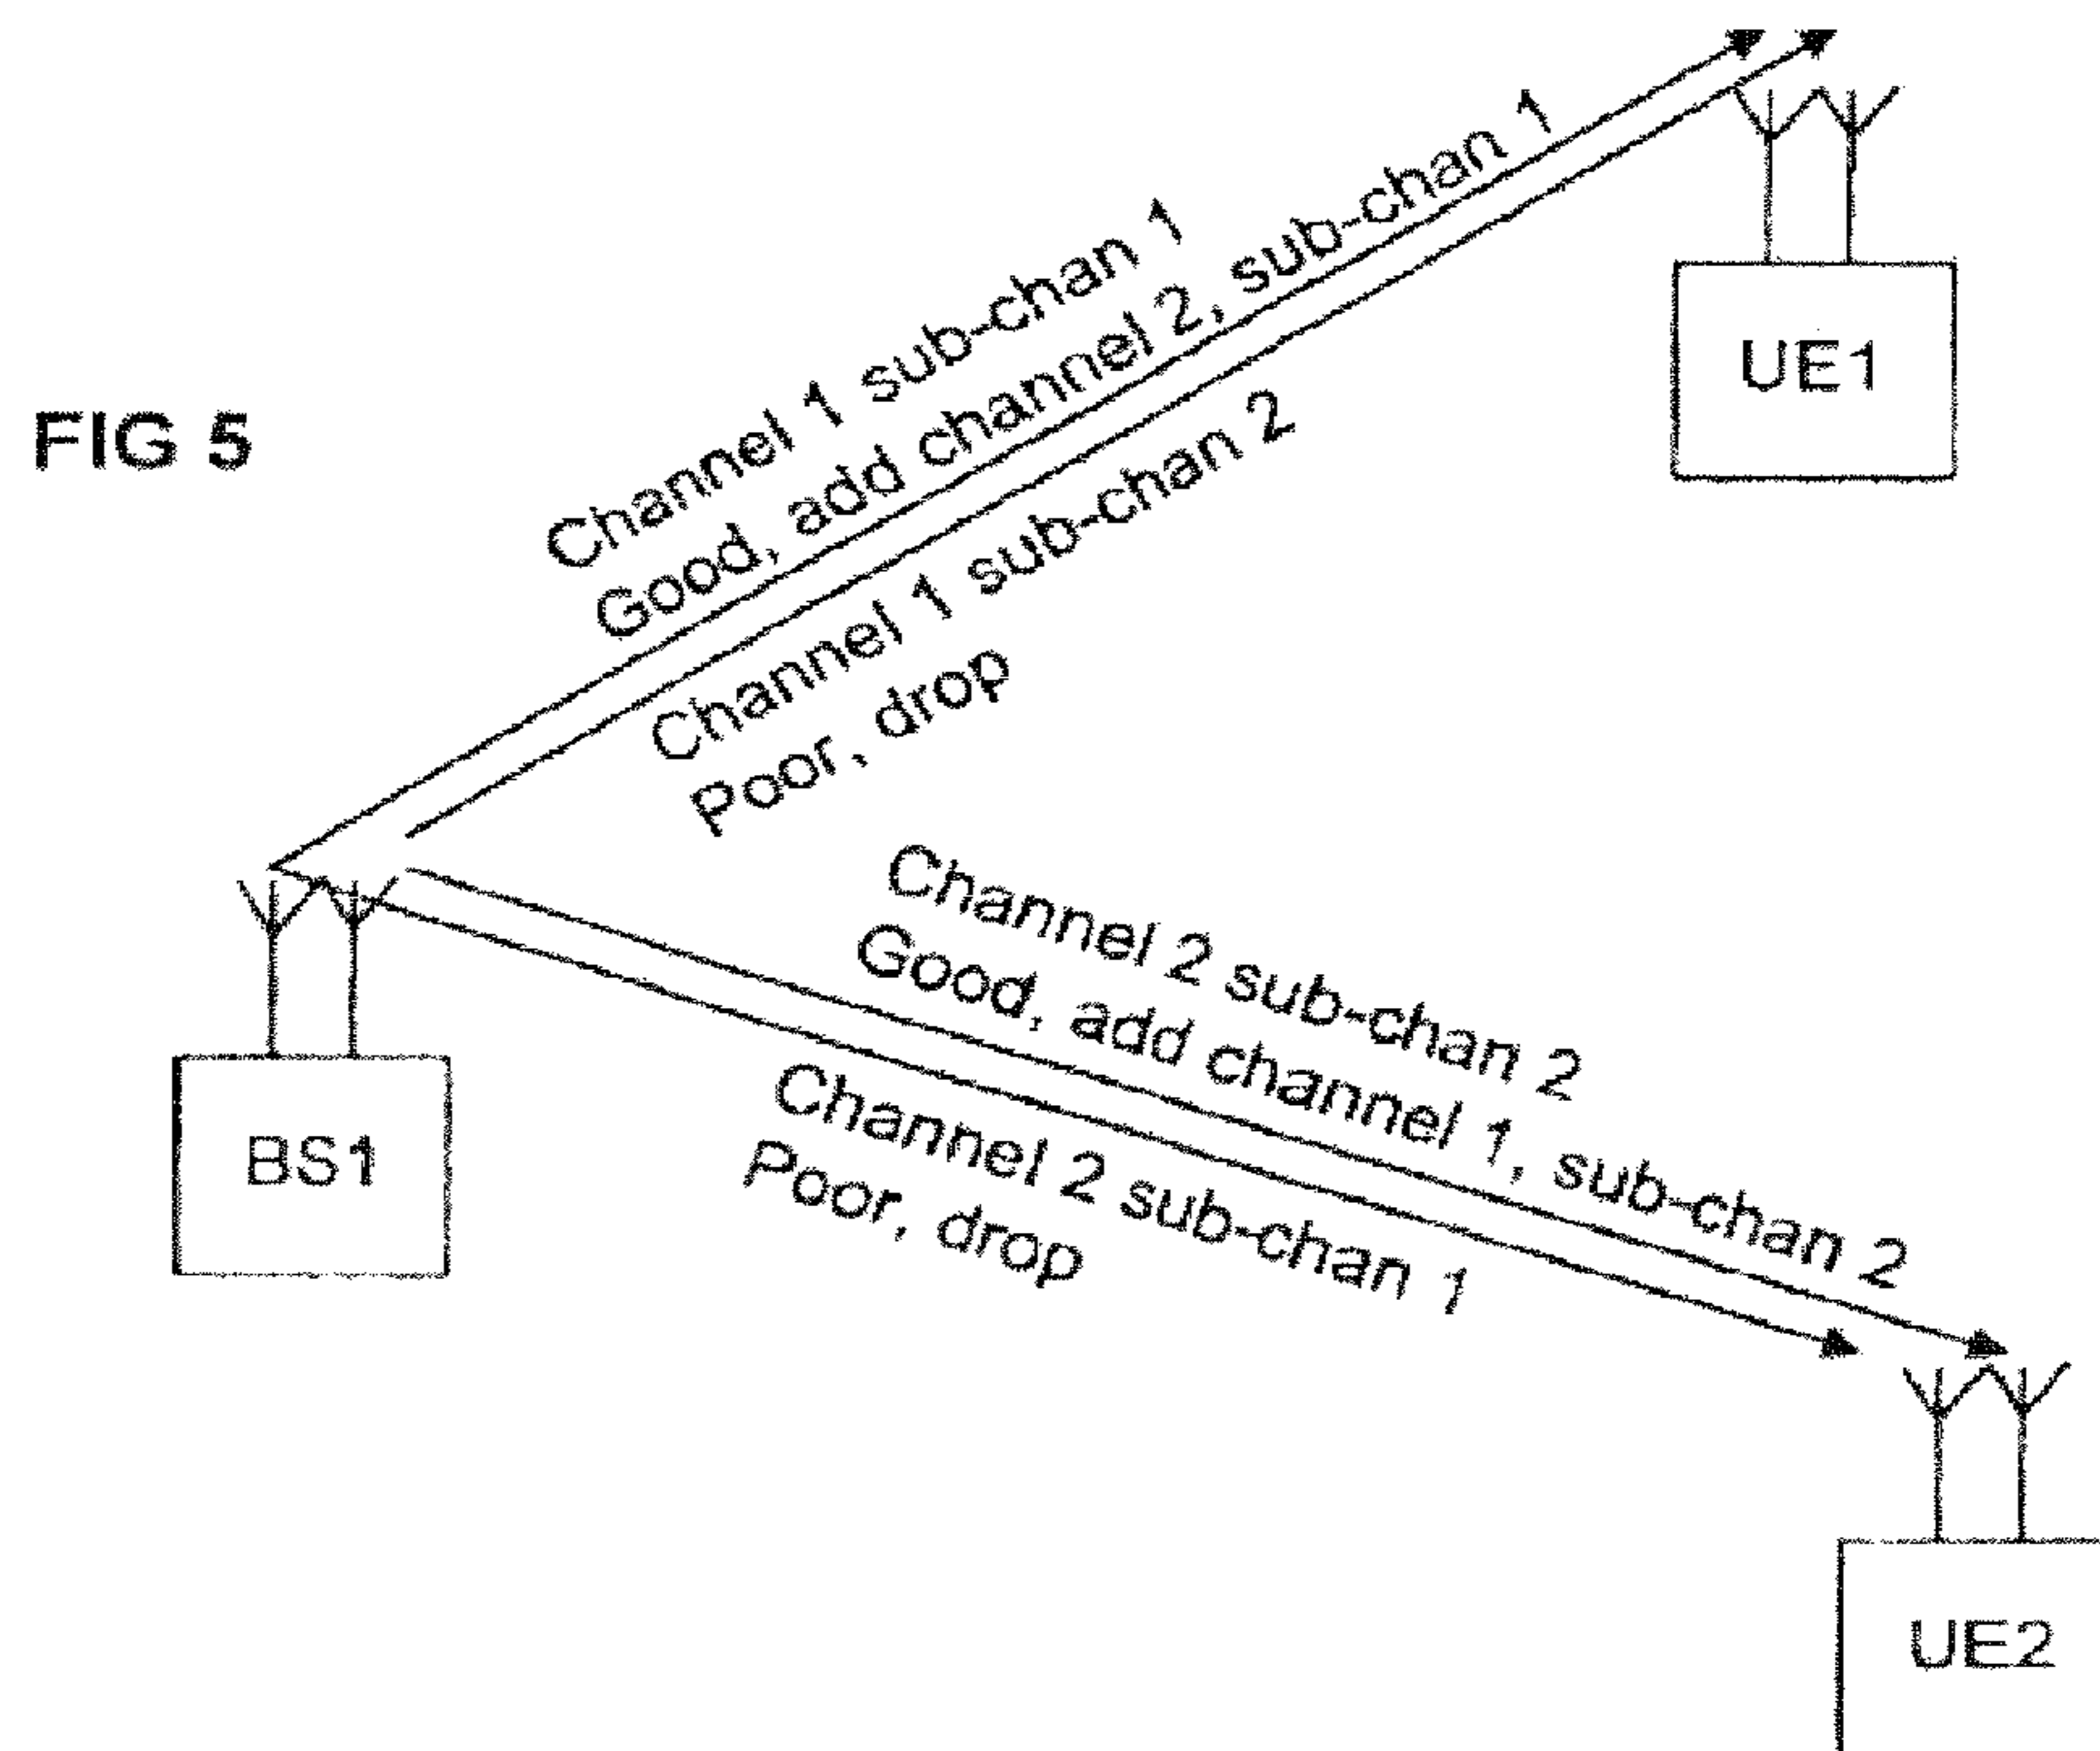 Channel 1 sub-chan 1
Good, add channel 2, sub-chan 1
UE1
FIG 5
Channel 1 sub-chan 2
Poor, drop
Channel 2 sub-chan 2
Good, add channel 1, sub-chan 2
BS1
Channel 2 sub-chan 1
Poor, drop
UE2